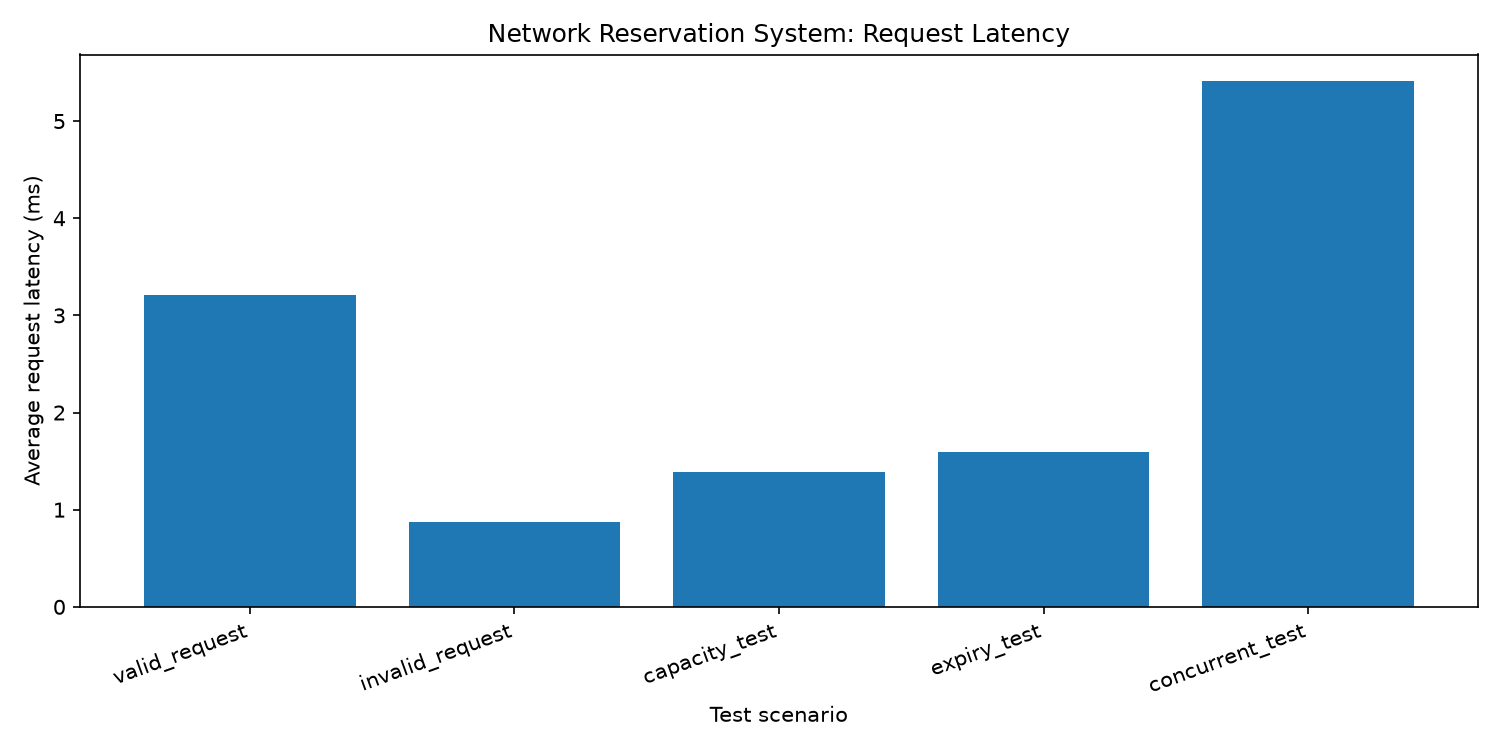 Network Reservation System: Request Latency
Average request latency (ms)
5
4
3
2
1
0
valid_request
invalid_request
capacity_test
expiry_test
concurrent_test
Test scenario